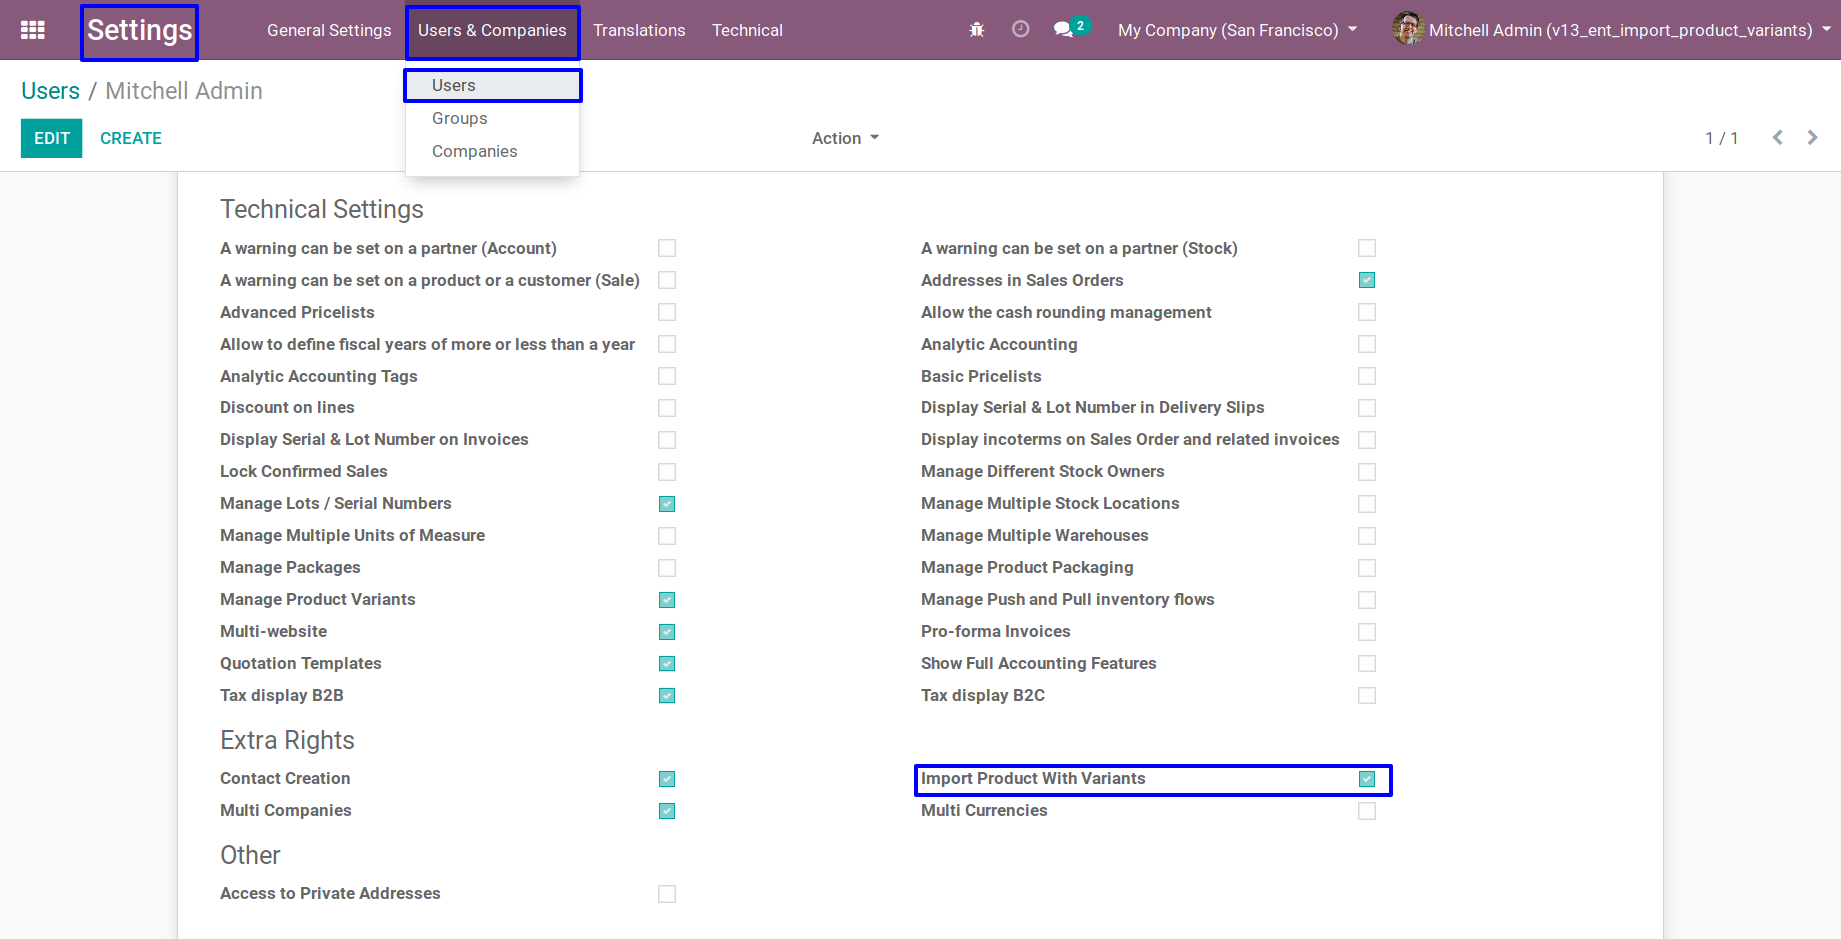 Settings General Settings Users & Companies Translations Technical 2 My Company (San Francisco) Mitchell Admin (v13_ent_import_product_variants)
Users / Mitchell Admin
Users
Groups
Companies
EDIT CREATE Action 1 / 1
Technical Settings
A warning can be set on a partner (Account) A warning can be set on a partner (Stock)
A warning can be set on a product or a customer (Sale) Addresses in Sales Orders
Advanced Pricelists Allow the cash rounding management
Allow to define fiscal years of more or less than a year Analytic Accounting
Analytic Accounting Tags Basic Pricelists
Discount on lines Display Serial & Lot Number in Delivery Slips
Display Serial & Lot Number on Invoices Display incoterms on Sales Order and related invoices
Lock Confirmed Sales Manage Different Stock Owners
Manage Lots / Serial Numbers Manage Multiple Stock Locations
Manage Multiple Units of Measure Manage Multiple Warehouses
Manage Packages Manage Product Packaging
Manage Product Variants Manage Push and Pull inventory flows
Multi-website Pro-forma Invoices
Quotation Templates Show Full Accounting Features
Tax display B2B Tax display B2C
Extra Rights
Contact Creation Import Product With Variants
Multi Companies Multi Currencies
Other
Access to Private Addresses